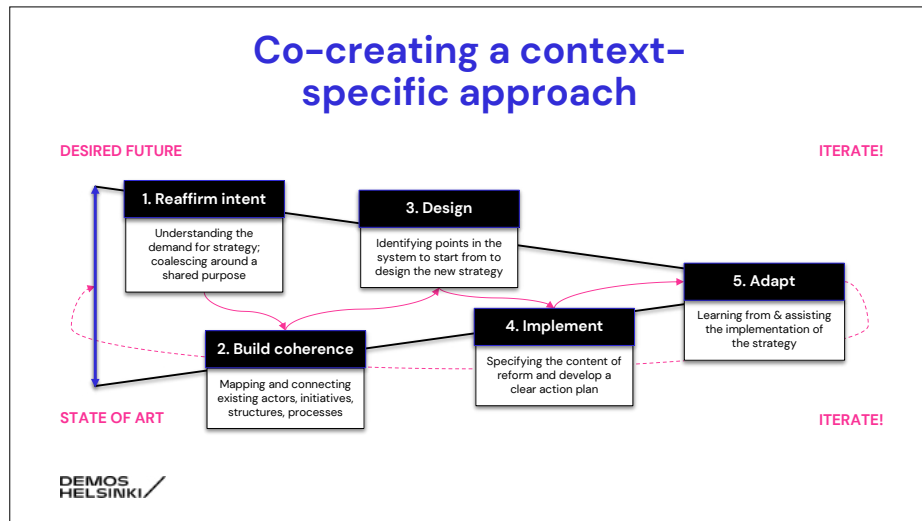 Co-creating a context-
specific approach
DESIRED FUTURE
ITERATE!
1. Reaffirm intent
Understanding the
demand for strategy;
coalescing around a
shared purpose
3. Design
Identifying points in the
system to start from to
design the new strategy
5. Adapt
Learning from & assisting
the implementation of
the strategy
2. Build coherence
Mapping and connecting
existing actors, initiatives,
structures, processes
4. Implement
Specifying the content of
reform and develop a
clear action plan
STATE OF ART
ITERATE!
DEMOS
HELSINKI